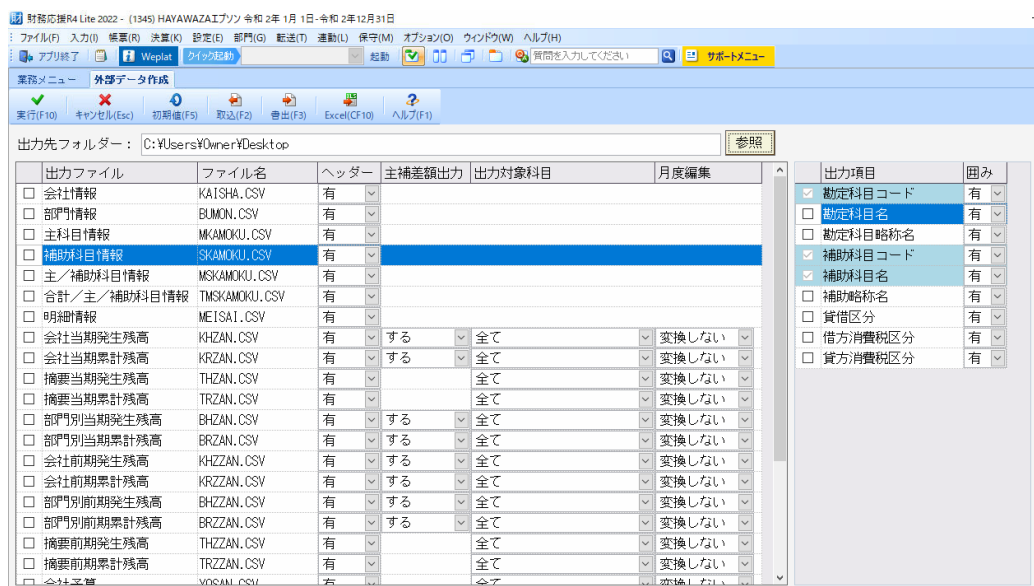 財務応援R4 Lite 2022 - (1345) HAYAWAZAエプソン 令和 2年 1月 1日-令和 2年12月31日
ファイル(F) 入力(I) 帳票(R) 決算(K) 設定(E) 部門(G) 転送(T) 連動(L) 保守(M) オプション(O) ウィンドウ(W) ヘルプ(H)
アプリ終了 Weplat クイック起動 起動 質問を入力してください サポートメニュー
業務メニュー 外部データ作成
実行(F10) キャンセル(Esc) 初期値(F5) 取込(F2) 書出(F3) Excel(CF10) ヘルプ(F1)
出力先フォルダー： C:¥Users¥Owner¥Desktop 参照
出力ファイル ファイル名 ヘッダー 主補差額出力 出力対象科目 月度編集 出力項目 囲み
会社情報 KAISHA.CSV 有 勘定科目コード 有
部門情報 BUMON.CSV 有 勘定科目名 有
主科目情報 MKAMOKU.CSV 有 勘定科目略称名 有
補助科目情報 SKAMOKU.CSV 有 補助科目コード 有
主／補助科目情報 MSKAMOKU.CSV 有 補助科目名 有
合計／主／補助科目情報 TMSKAMOKU.CSV 有 補助略称名 有
明細情報 MEISAI.CSV 有 貸借区分 有
会社当期発生残高 KHZAN.CSV 有 する 全て 変換しない 借方消費税区分 有
会社当期累計残高 KRZAN.CSV 有 する 全て 変換しない 貸方消費税区分 有
摘要当期発生残高 THZAN.CSV 有 全て 変換しない
摘要当期累計残高 TRZAN.CSV 有 全て 変換しない
部門別当期発生残高 BHZAN.CSV 有 する 全て 変換しない
部門別当期累計残高 BRZAN.CSV 有 する 全て 変換しない
会社前期発生残高 KHZZAN.CSV 有 する 全て 変換しない
会社前期累計残高 KRZZAN.CSV 有 する 全て 変換しない
部門別前期発生残高 BHZZAN.CSV 有 する 全て 変換しない
部門別前期累計残高 BRZZAN.CSV 有 する 全て 変換しない
摘要前期発生残高 THZZAN.CSV 有 全て 変換しない
摘要前期累計残高 TRZZAN.CSV 有 全て 変換しない
会社予算 YOSAN.CSV 有 全て 変換しない